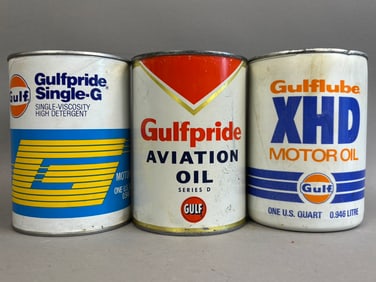 Gulf
Gulfpride
Single-G
SINGLE-VISCOSITY
HIGH DETERGENT
ONE U.S.
Gulfpride
AVIATION
OIL
SERIES D
GULF
Gulflube
XHD
MOTOR OIL
Gulf
ONE U.S. QUART 0.946 LITRE